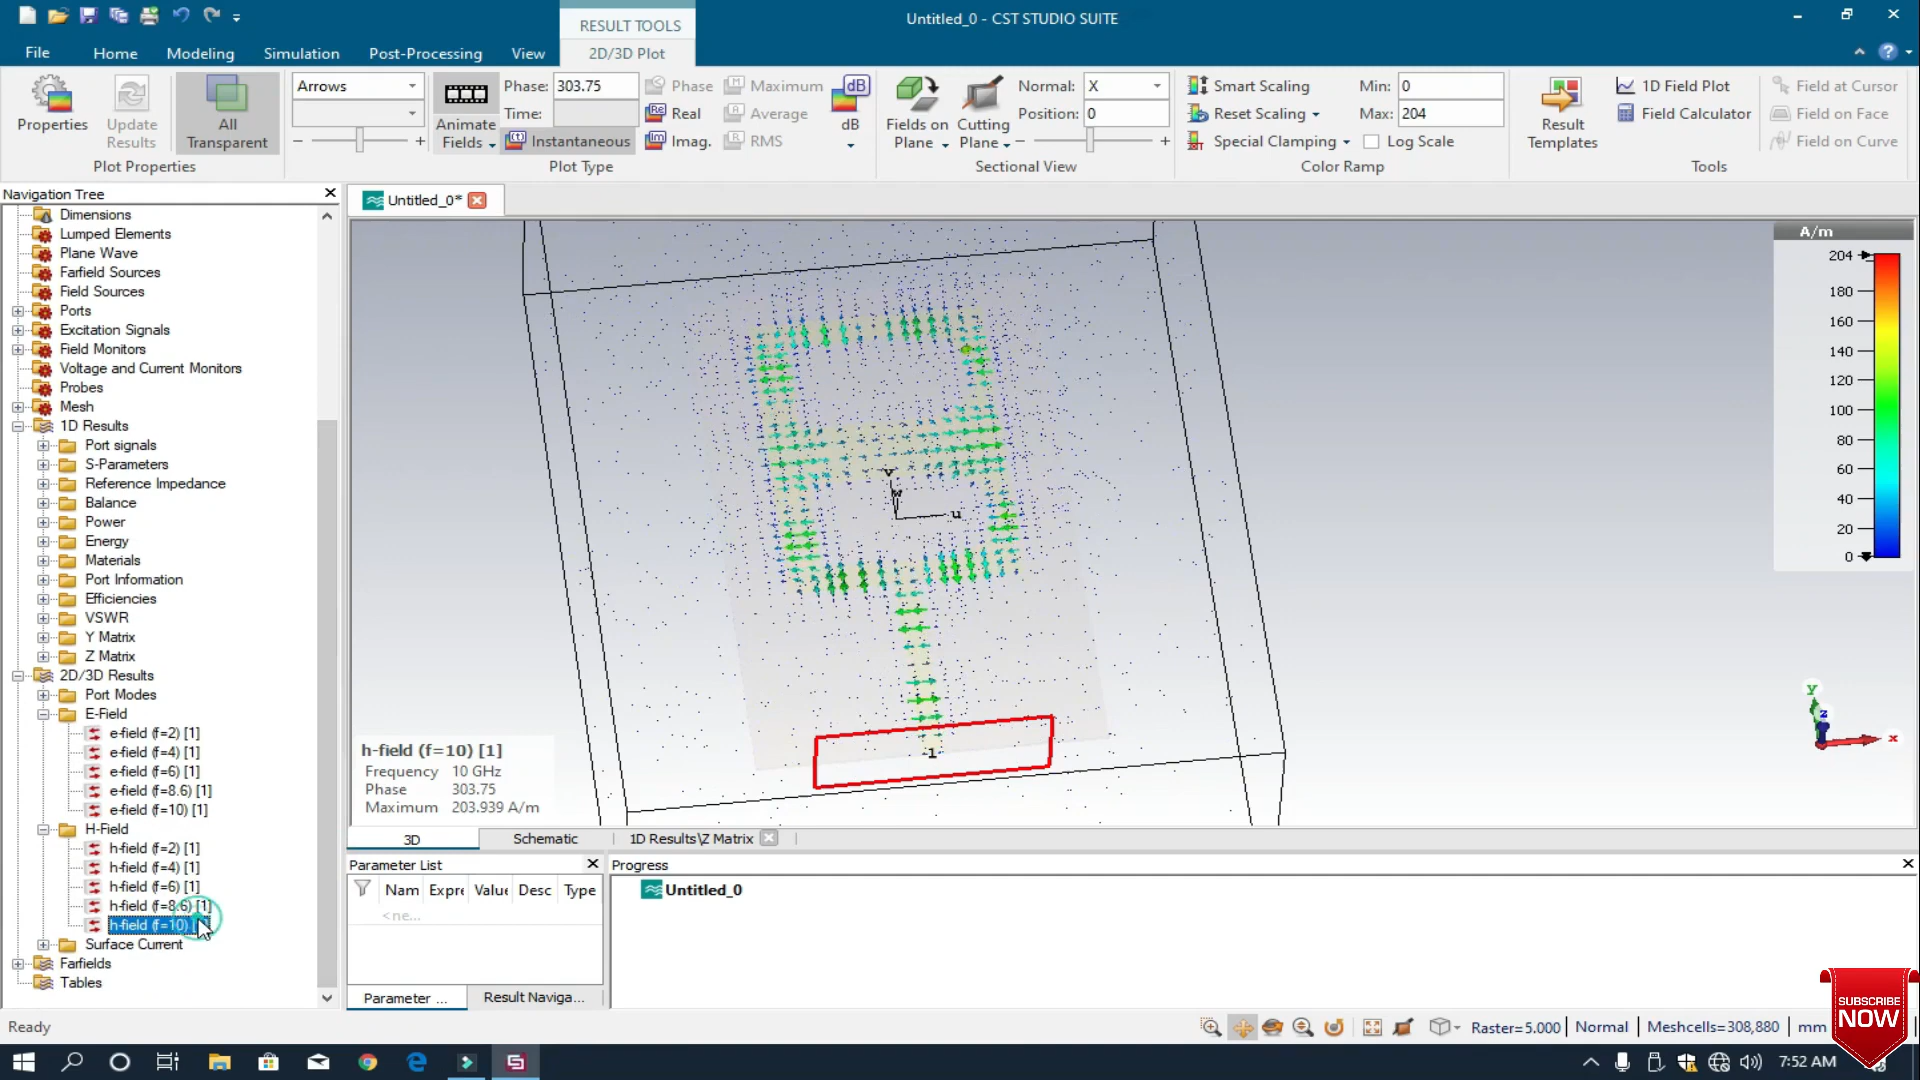 RESULT TOOLS
Untitled_0 - CST STUDIO SUITE
File Home Modeling Simulation Post-Processing View 2D/3D Plot
Properties
Update Results
All Transparent
Plot Properties
Arrows
Animate Fields
Phase: 303.75
Time:
Instantaneous
Phase
Real
Imag.
Maximum
Average
RMS
dB
dB
Plot Type
Fields on Plane
Cutting Plane
Normal: X
Position: 0
Sectional View
Smart Scaling
Reset Scaling
Special Clamping
Min: 0
Max: 204
Log Scale
Color Ramp
Result Templates
1D Field Plot
Field Calculator
Field at Cursor
Field on Face
Field on Curve
Tools
Navigation Tree
Dimensions
Lumped Elements
Plane Wave
Farfield Sources
Field Sources
Ports
Excitation Signals
Field Monitors
Voltage and Current Monitors
Probes
Mesh
1D Results
Port signals
S-Parameters
Reference Impedance
Balance
Power
Energy
Materials
Port Information
Efficiencies
VSWR
Y Matrix
Z Matrix
2D/3D Results
Port Modes
E-Field
e-field (f=2) [1]
e-field (f=4) [1]
e-field (f=6) [1]
e-field (f=8.6) [1]
e-field (f=10) [1]
H-Field
h-field (f=2) [1]
h-field (f=4) [1]
h-field (f=6) [1]
h-field (f=8.6) [1]
h-field (f=10)
Surface Current
Farfields
Tables
Untitled_0*
v
w
u
1
A/m
204
180
160
140
120
100
80
60
40
20
0
y
z
x
h-field (f=10) [1]
Frequency 10 GHz
Phase 303.75
Maximum 203.939 A/m
3D Schematic 1D Results\Z Matrix
Parameter List
Nam Expre Value Desc Type
<ne...
Parameter ... Result Naviga...
Progress
Untitled_0
Ready
Raster=5.000 Normal Meshcells=308,880 mm
SUBSCRIBE
NOW
7:52 AM